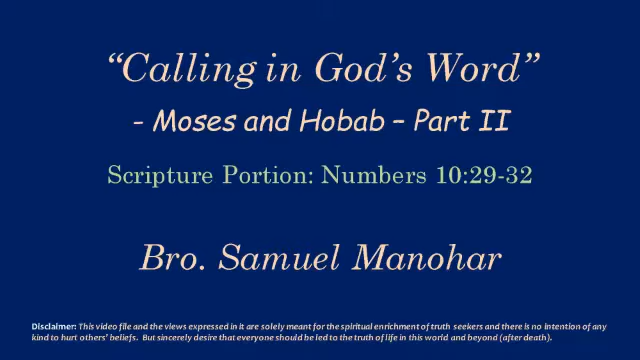 “Calling in God’s Word”
- Moses and Hobab – Part II
Scripture Portion: Numbers 10:29-32
Bro. Samuel Manohar
Disclaimer: This video file and the views expressed in it are solely meant for the spiritual enrichment of truth seekers and there is no intention of any
kind to hurt others’ beliefs. But sincerely desire that everyone should be led to the truth of life in this world and beyond (after death).